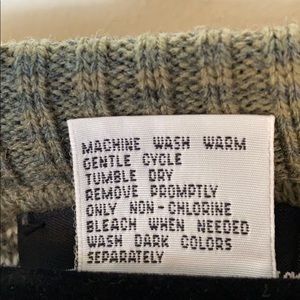 MACHINE WASH WARM
GENTLE CYCLE
TUMBLE DRY
REMOVE PROMPTLY
ONLY NON-CHLORINE
BLEACH WHEN NEEDED
WASH DARK COLORS
SEPARATELY